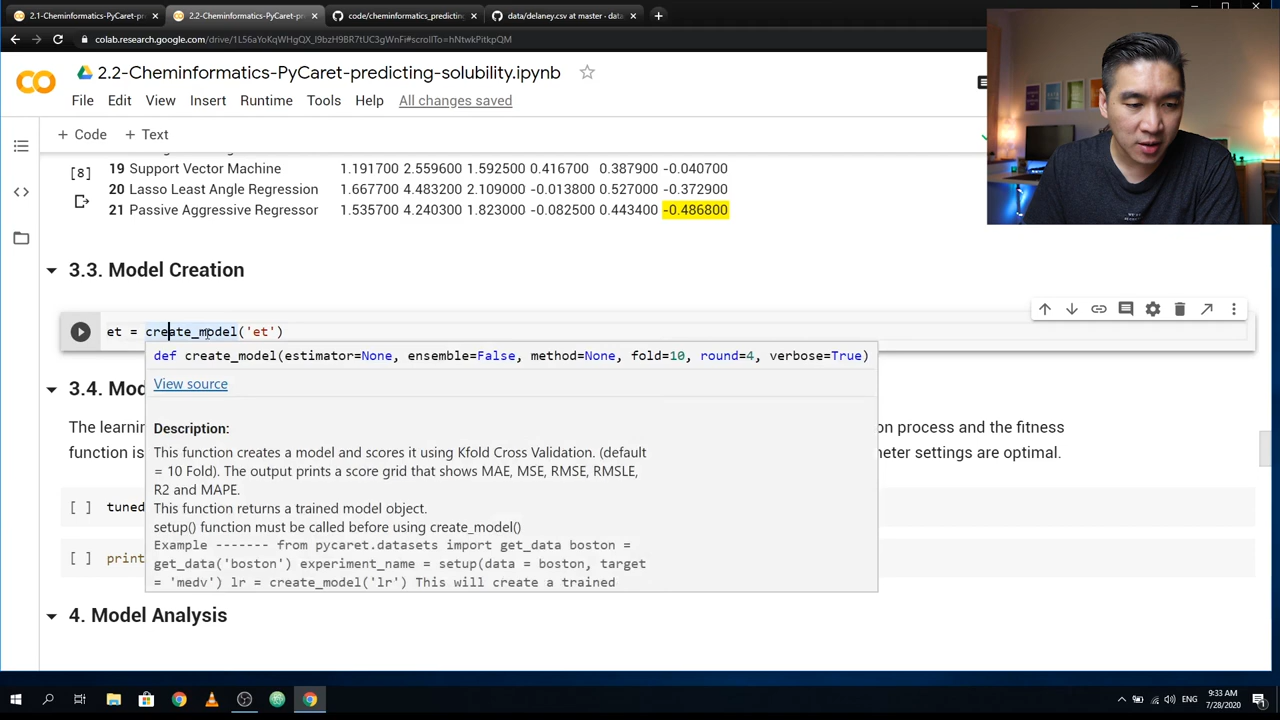 2.1-Cheminformatics-PyCaret-pr
2.2-Cheminformatics-PyCaret-pr
code/cheminformatics_predicting
data/delaney.csv at master · da
colab.research.google.com/drive/1L56aYoKqWHgQX_l9bzH9BR7tUC3gWnFi#scrollTo=hNtwkPitkpQM
2.2-Cheminformatics-PyCaret-predicting-solubility.ipynb
File Edit View Insert Runtime Tools Help All changes saved
+ Code + Text
[8]
19 Support Vector Machine 1.191700 2.559600 1.592500 0.416700 0.387900 -0.040700
20 Lasso Least Angle Regression 1.667700 4.483200 2.109000 -0.013800 0.527000 -0.372900
21 Passive Aggressive Regressor 1.535700 4.240300 1.823000 -0.082500 0.443400 -0.486800
3.3. Model Creation
et = create_model('et')
def create_model(estimator=None, ensemble=False, method=None, fold=10, round=4, verbose=True)
View source
Description:
This function creates a model and scores it using Kfold Cross Validation. (default
= 10 Fold). The output prints a score grid that shows MAE, MSE, RMSE, RMSLE,
R2 and MAPE.
This function returns a trained model object.
setup() function must be called before using create_model()
Example ------- from pycaret.datasets import get_data boston =
get_data('boston') experiment_name = setup(data = boston, target
= 'medv') lr = create_model('lr') This will create a trained
3.4. Mod
The learnin on process and the fitness
function is meter settings are optimal.
[ ] tuned
[ ] print
4. Model Analysis
ENG
9:33 AM
7/28/2020